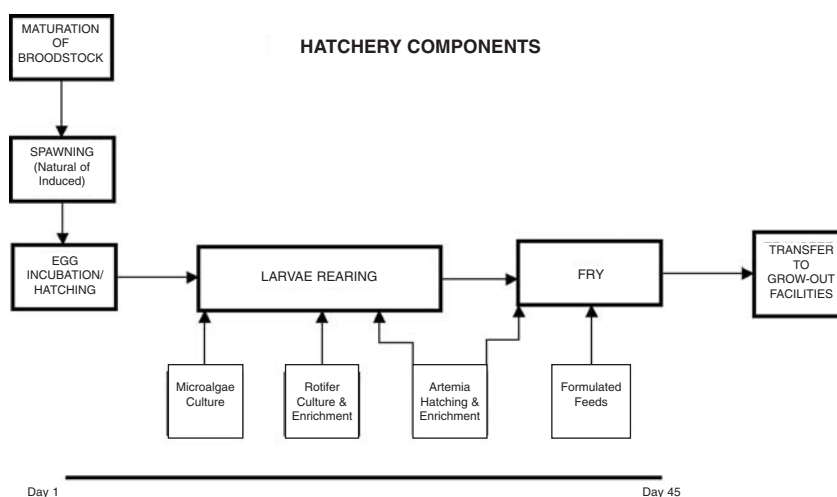 MATURATION
OF
BROODSTOCK
HATCHERY COMPONENTS
SPAWNING
(Natural of
Induced)
EGG
INCUBATION/
HATCHING
LARVAE REARING
FRY
TRANSFER
TO
GROW-OUT
FACILITIES
Microalgae
Culture
Rotifer
Culture &
Enrichment
Artemia
Hatching &
Enrichment
Formulated
Feeds
Day 1
Day 45